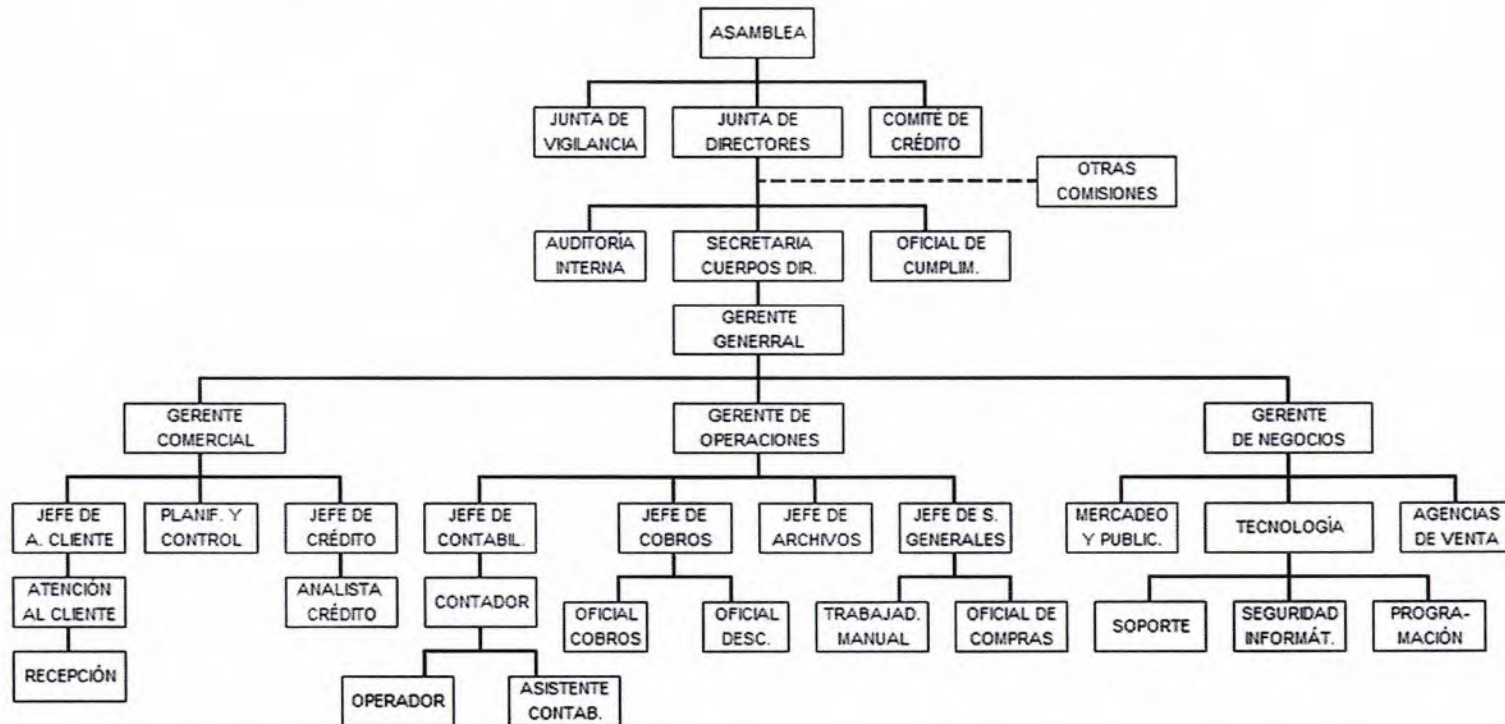 ASAMBLEA
JUNTA DE
VIGILANCIA
JUNTA DE
DIRECTORES
COMITÉ DE
CRÉDITO
OTRAS
COMISIONES
AUDITORÍA
INTERNA
SECRETARIA
CUERPOS DIR.
OFICIAL DE
CUMPLIM.
GERENTE
GENERRAL
GERENTE
COMERCIAL
GERENTE DE
OPERACIONES
GERENTE
DE NEGOCIOS
JEFE DE
A. CLIENTE
PLANIF. Y
CONTROL
JEFE DE
CRÉDITO
JEFE DE
CONTABIL.
JEFE DE
COBROS
JEFE DE
ARCHIVOS
JEFE DE S.
GENERALES
MERCADEO
Y PUBLIC.
TECNOLOGÍA
AGENCIAS
DE VENTA
ATENCIÓN
AL CLIENTE
ANALISTA
CRÉDITO
CONTADOR
OFICIAL
COBROS
OFICIAL
DESC.
TRABAJAD.
MANUAL
OFICIAL DE
COMPRAS
SOPORTE
SEGURIDAD
INFORMÁT.
PROGRA-
MACIÓN
RECEPCIÓN
OPERADOR
ASISTENTE
CONTAB.